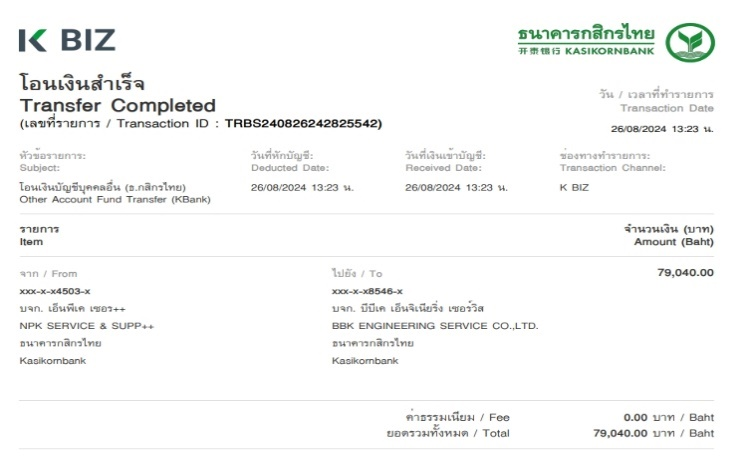 K BIZ
ธนาคารกสิกรไทย
开泰银行 KASIKORNBANK
โอนเงินสำเร็จ
Transfer Completed
(เลขที่รายการ / Transaction ID : TRBS240826242825542)
วัน / เวลาที่ทำรายการ
Transaction Date
26/08/2024 13:23 น.
หัวข้อรายการ: วันที่หักบัญชี: วันที่เงินเข้าบัญชี: ช่องทางทำรายการ:
Subject: Deducted Date: Received Date: Transaction Channel:
โอนเงินบัญชีบุคคลอื่น (ธ.กสิกรไทย) 26/08/2024 13:23 น. 26/08/2024 13:23 น. K BIZ
Other Account Fund Transfer (KBank)
รายการ จำนวนเงิน (บาท)
Item Amount (Baht)
จาก / From ไปยัง / To 79,040.00
xxx-x-x4503-x xxx-x-x8546-x
บจก. เอ็นพีเค เซอร++ บจก. บีบีเค เอ็นจิเนียริ่ง เซอร์วิส
NPK SERVICE & SUPP++ BBK ENGINEERING SERVICE CO.,LTD.
ธนาคารกสิกรไทย ธนาคารกสิกรไทย
Kasikornbank Kasikornbank
ค่าธรรมเนียม / Fee 0.00 บาท / Baht
ยอดรวมทั้งหมด / Total 79,040.00 บาท / Baht